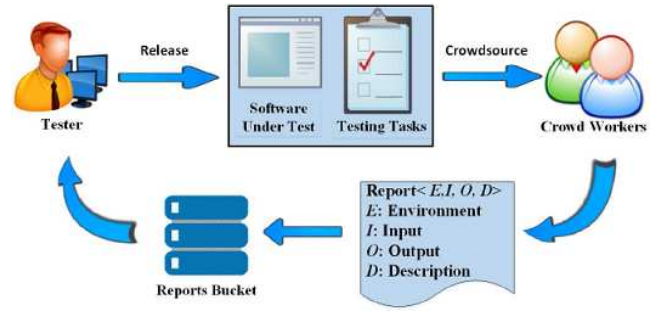 Release
Crowdsource
Software
Under Test
Testing Tasks
Tester
Crowd Workers
Report< E,I, O, D>
E: Environment
I: Input
O: Output
D: Description
Reports Bucket